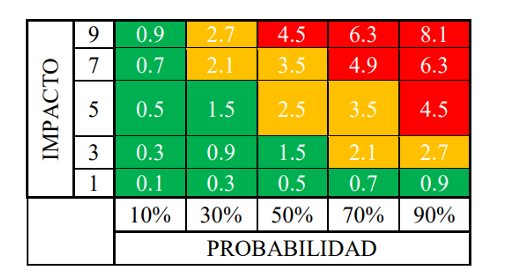 9 0.9 2.7 4.5 6.3 8.1
7 0.7 2.1 3.5 4.9 6.3
IMPACTO
5 0.5 1.5 2.5 3.5 4.5
3 0.3 0.9 1.5 2.1 2.7
1 0.1 0.3 0.5 0.7 0.9
10% 30% 50% 70% 90%
PROBABILIDAD